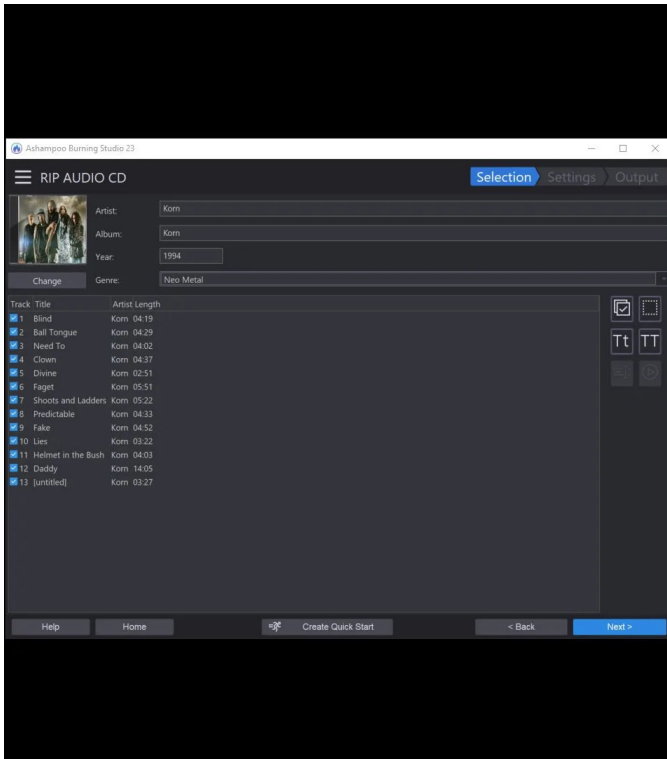 Ashampoo Burning Studio 23
RIP AUDIO CD
Selection Settings Output
Artist: Korn
Album: Korn
Year: 1994
Change Genre: Neo Metal
Track Title Artist Length
1 Blind Korn 04:19
2 Ball Tongue Korn 04:29
3 Need To Korn 04:02
4 Clown Korn 04:37
5 Divine Korn 02:51
6 Faget Korn 05:51
7 Shoots and Ladders Korn 05:22
8 Predictable Korn 04:33
9 Fake Korn 04:52
10 Lies Korn 03:22
11 Helmet in the Bush Korn 04:03
12 Daddy Korn 14:05
13 [untitled] Korn 03:27
Tt TT
Help Home Create Quick Start < Back Next >